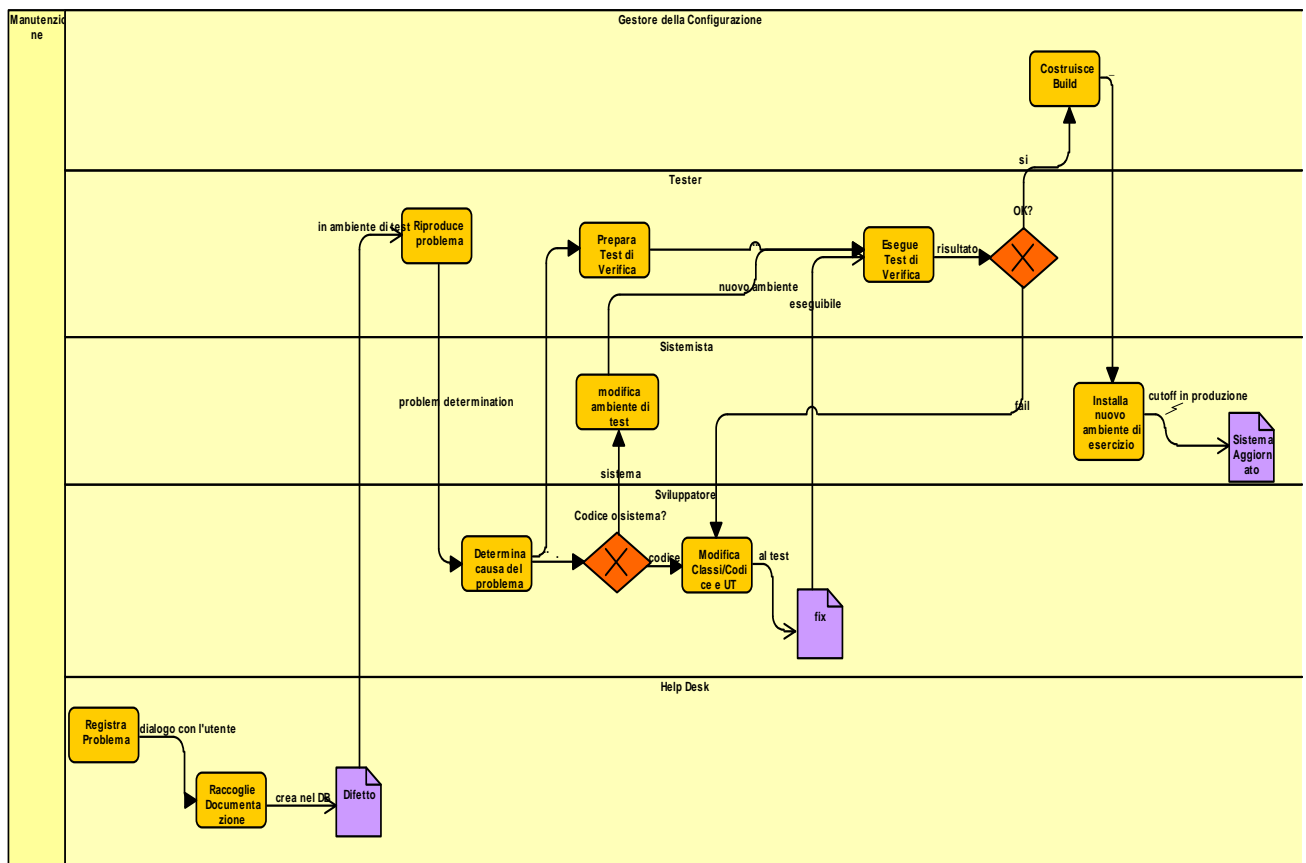 Manutenzio
ne
Gestore della Configurazione
Costruisce
Build
si
Tester
in ambiente di test
Riproduce
problema
Prepara
Test di
Verifica
Esegue
Test di
Verifica
risultato
OK?
nuovo ambiente
eseguibile
Sistemista
problem determination
modifica
ambiente di
test
fail
Installa
nuovo
ambiente di
esercizio
cutoff in produzione
Sistema
Aggiorn
ato
sistema
Sviluppatore
Codice o sistema?
Determina
causa del
problema
codice
Modifica
Classi/Codi
ce e UT
al test
fix
Help Desk
Registra
Problema
dialogo con l'utente
Raccoglie
Documenta
zione
crea nel DB
Difetto